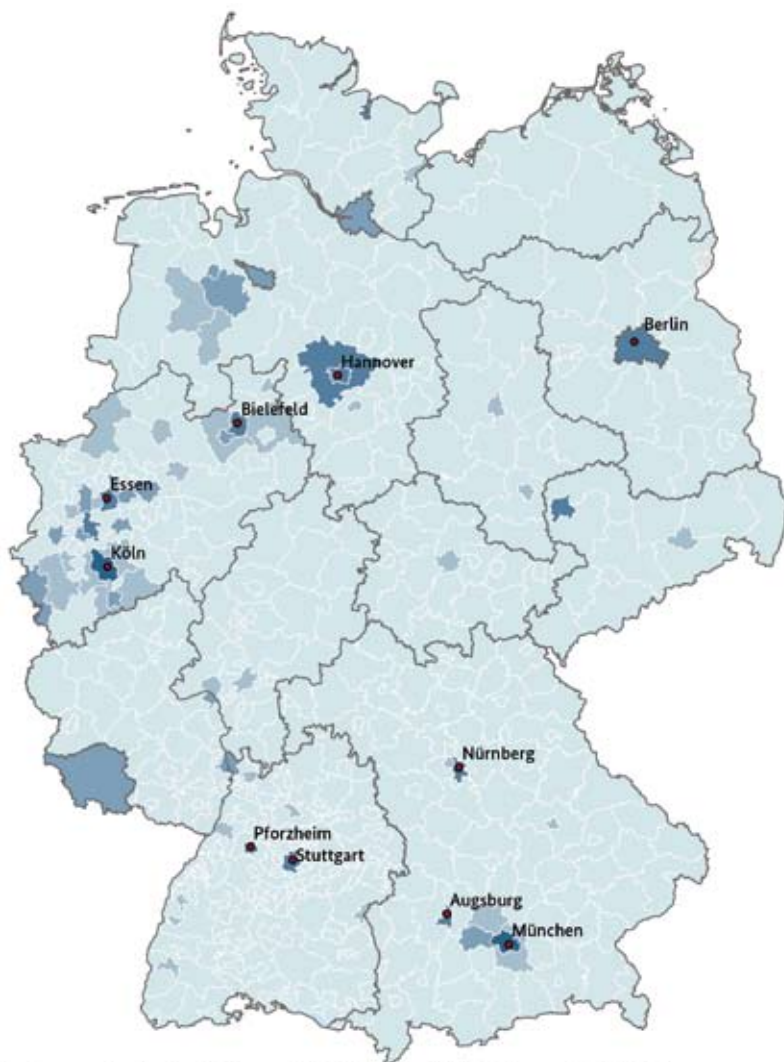 Berlin
Hannover
Bielefeld
Essen
Köln
Nürnberg
Pforzheim
Stuttgart
Augsburg
München